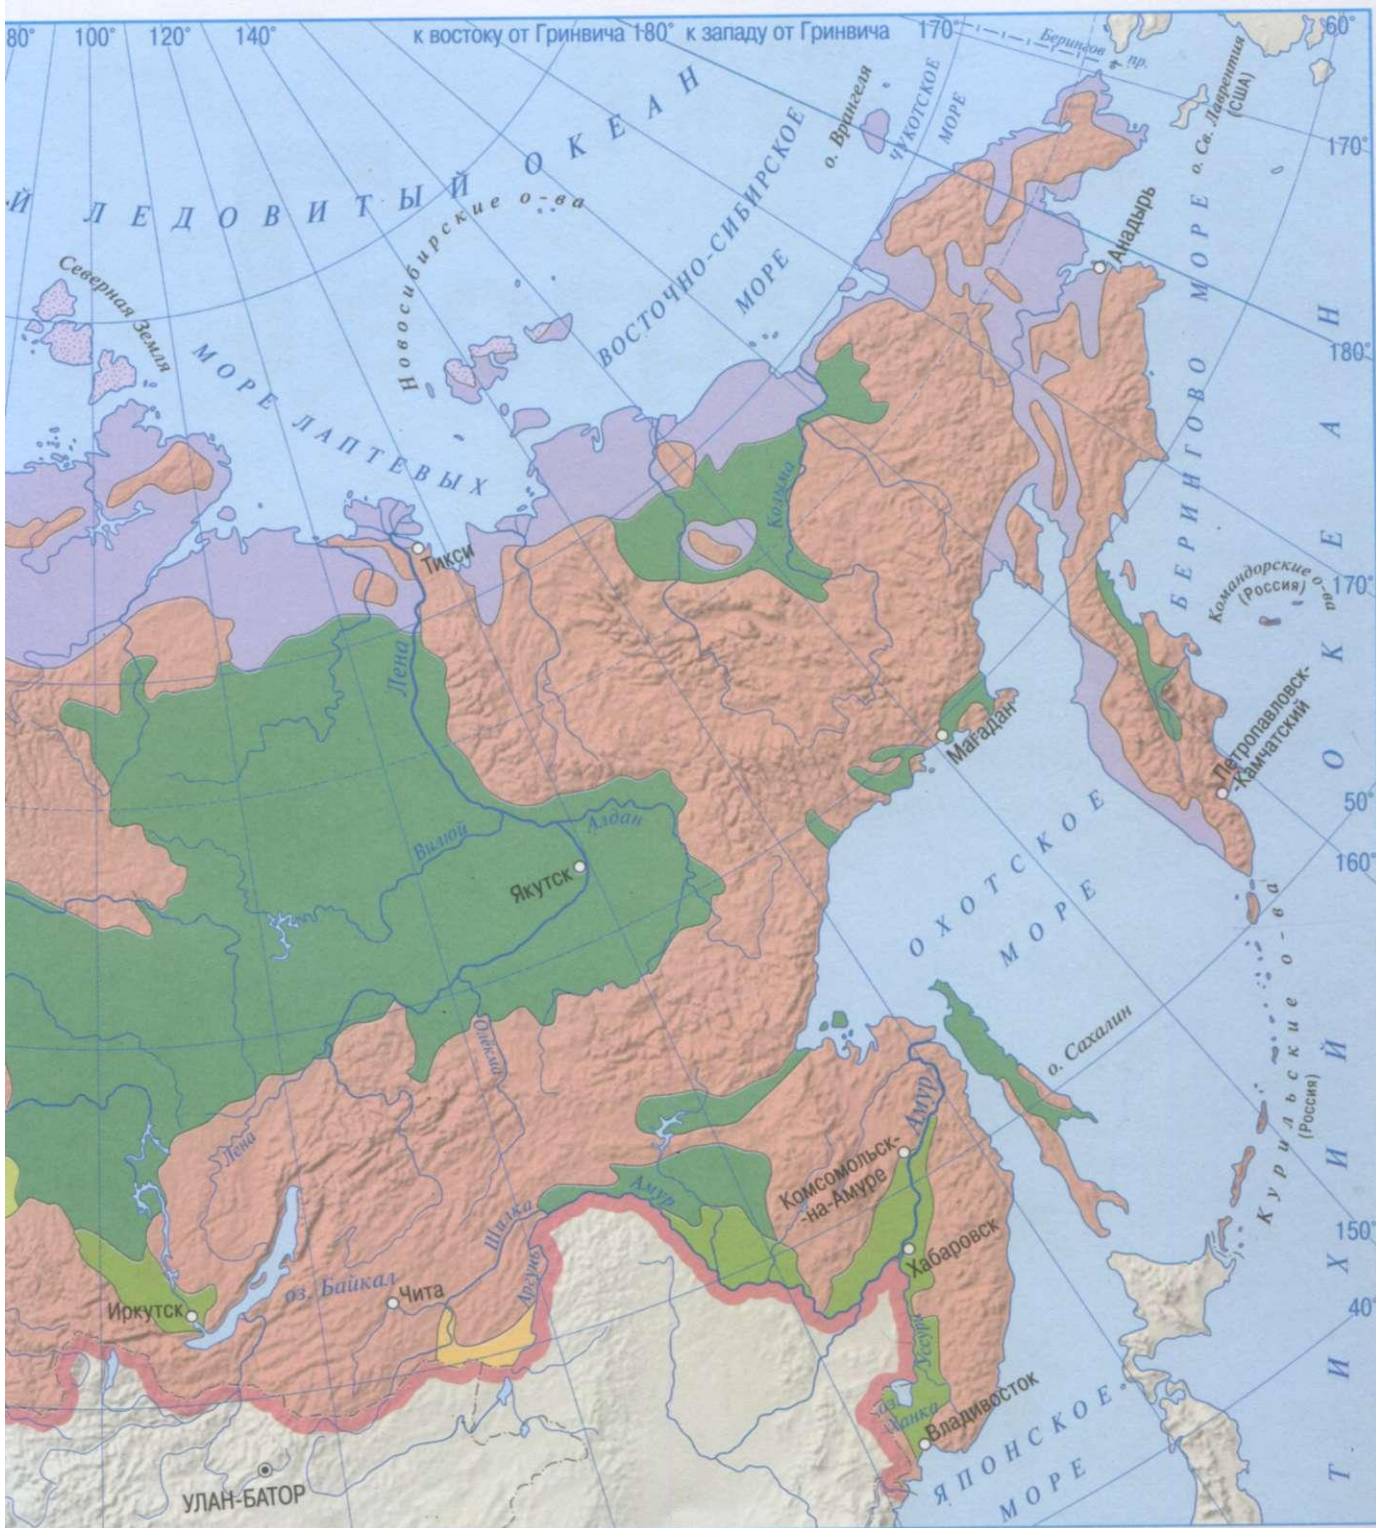 80° 100° 120° 140° к востоку от Гринвича 180° к западу от Гринвича 170° 60°
Берингов пр.
о. Св. Лаврентия
(США)
о. Врангеля
ЧУКОТСКОЕ
МОРЕ
170°
Й ЛЕДОВИТЫЙ ОКЕАН
Новосибирские о-ва
ВОСТОЧНО-СИБИРСКОЕ
МОРЕ
Анадырь
БЕРИНГОВО МОРЕ
Северная Земля
МОРЕ ЛАПТЕВЫХ
180°
Колыма
Тикси
Командорские о-ва
(Россия)
170°
Лена
Магадан
Петропавловск-
-Камчатский
50°
Вилюй
Алдан
160°
Якутск
ОХОТСКОЕ
МОРЕ
Курильские о-ва
(Россия)
о. Сахалин
Олёкма
Амур
Лена
Комсомольск-
-на-Амуре
Амур
Шилка
Хабаровск
150°
Аргунь
оз. Байкал
Чита
Иркутск
40°
Уссури
оз.
Ханка
Владивосток
ЯПОНСКОЕ
МОРЕ
УЛАН-БАТОР
ТИХИЙ ОКЕАН